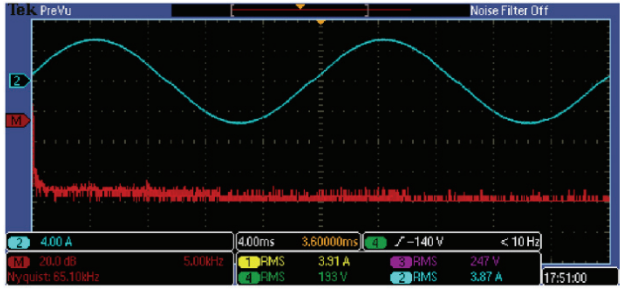 Tek PreVu Noise Filter Off
2
M
2 4.00 A 4.00ms 3.60000ms 4 -140 V < 10 Hz
M 20.0 dB 5.00kHz 1 RMS 3.91 A 3 RMS 247 V
Nyquist: 65.10kHz 4 RMS 193 V 2 RMS 3.87 A 17:51:00